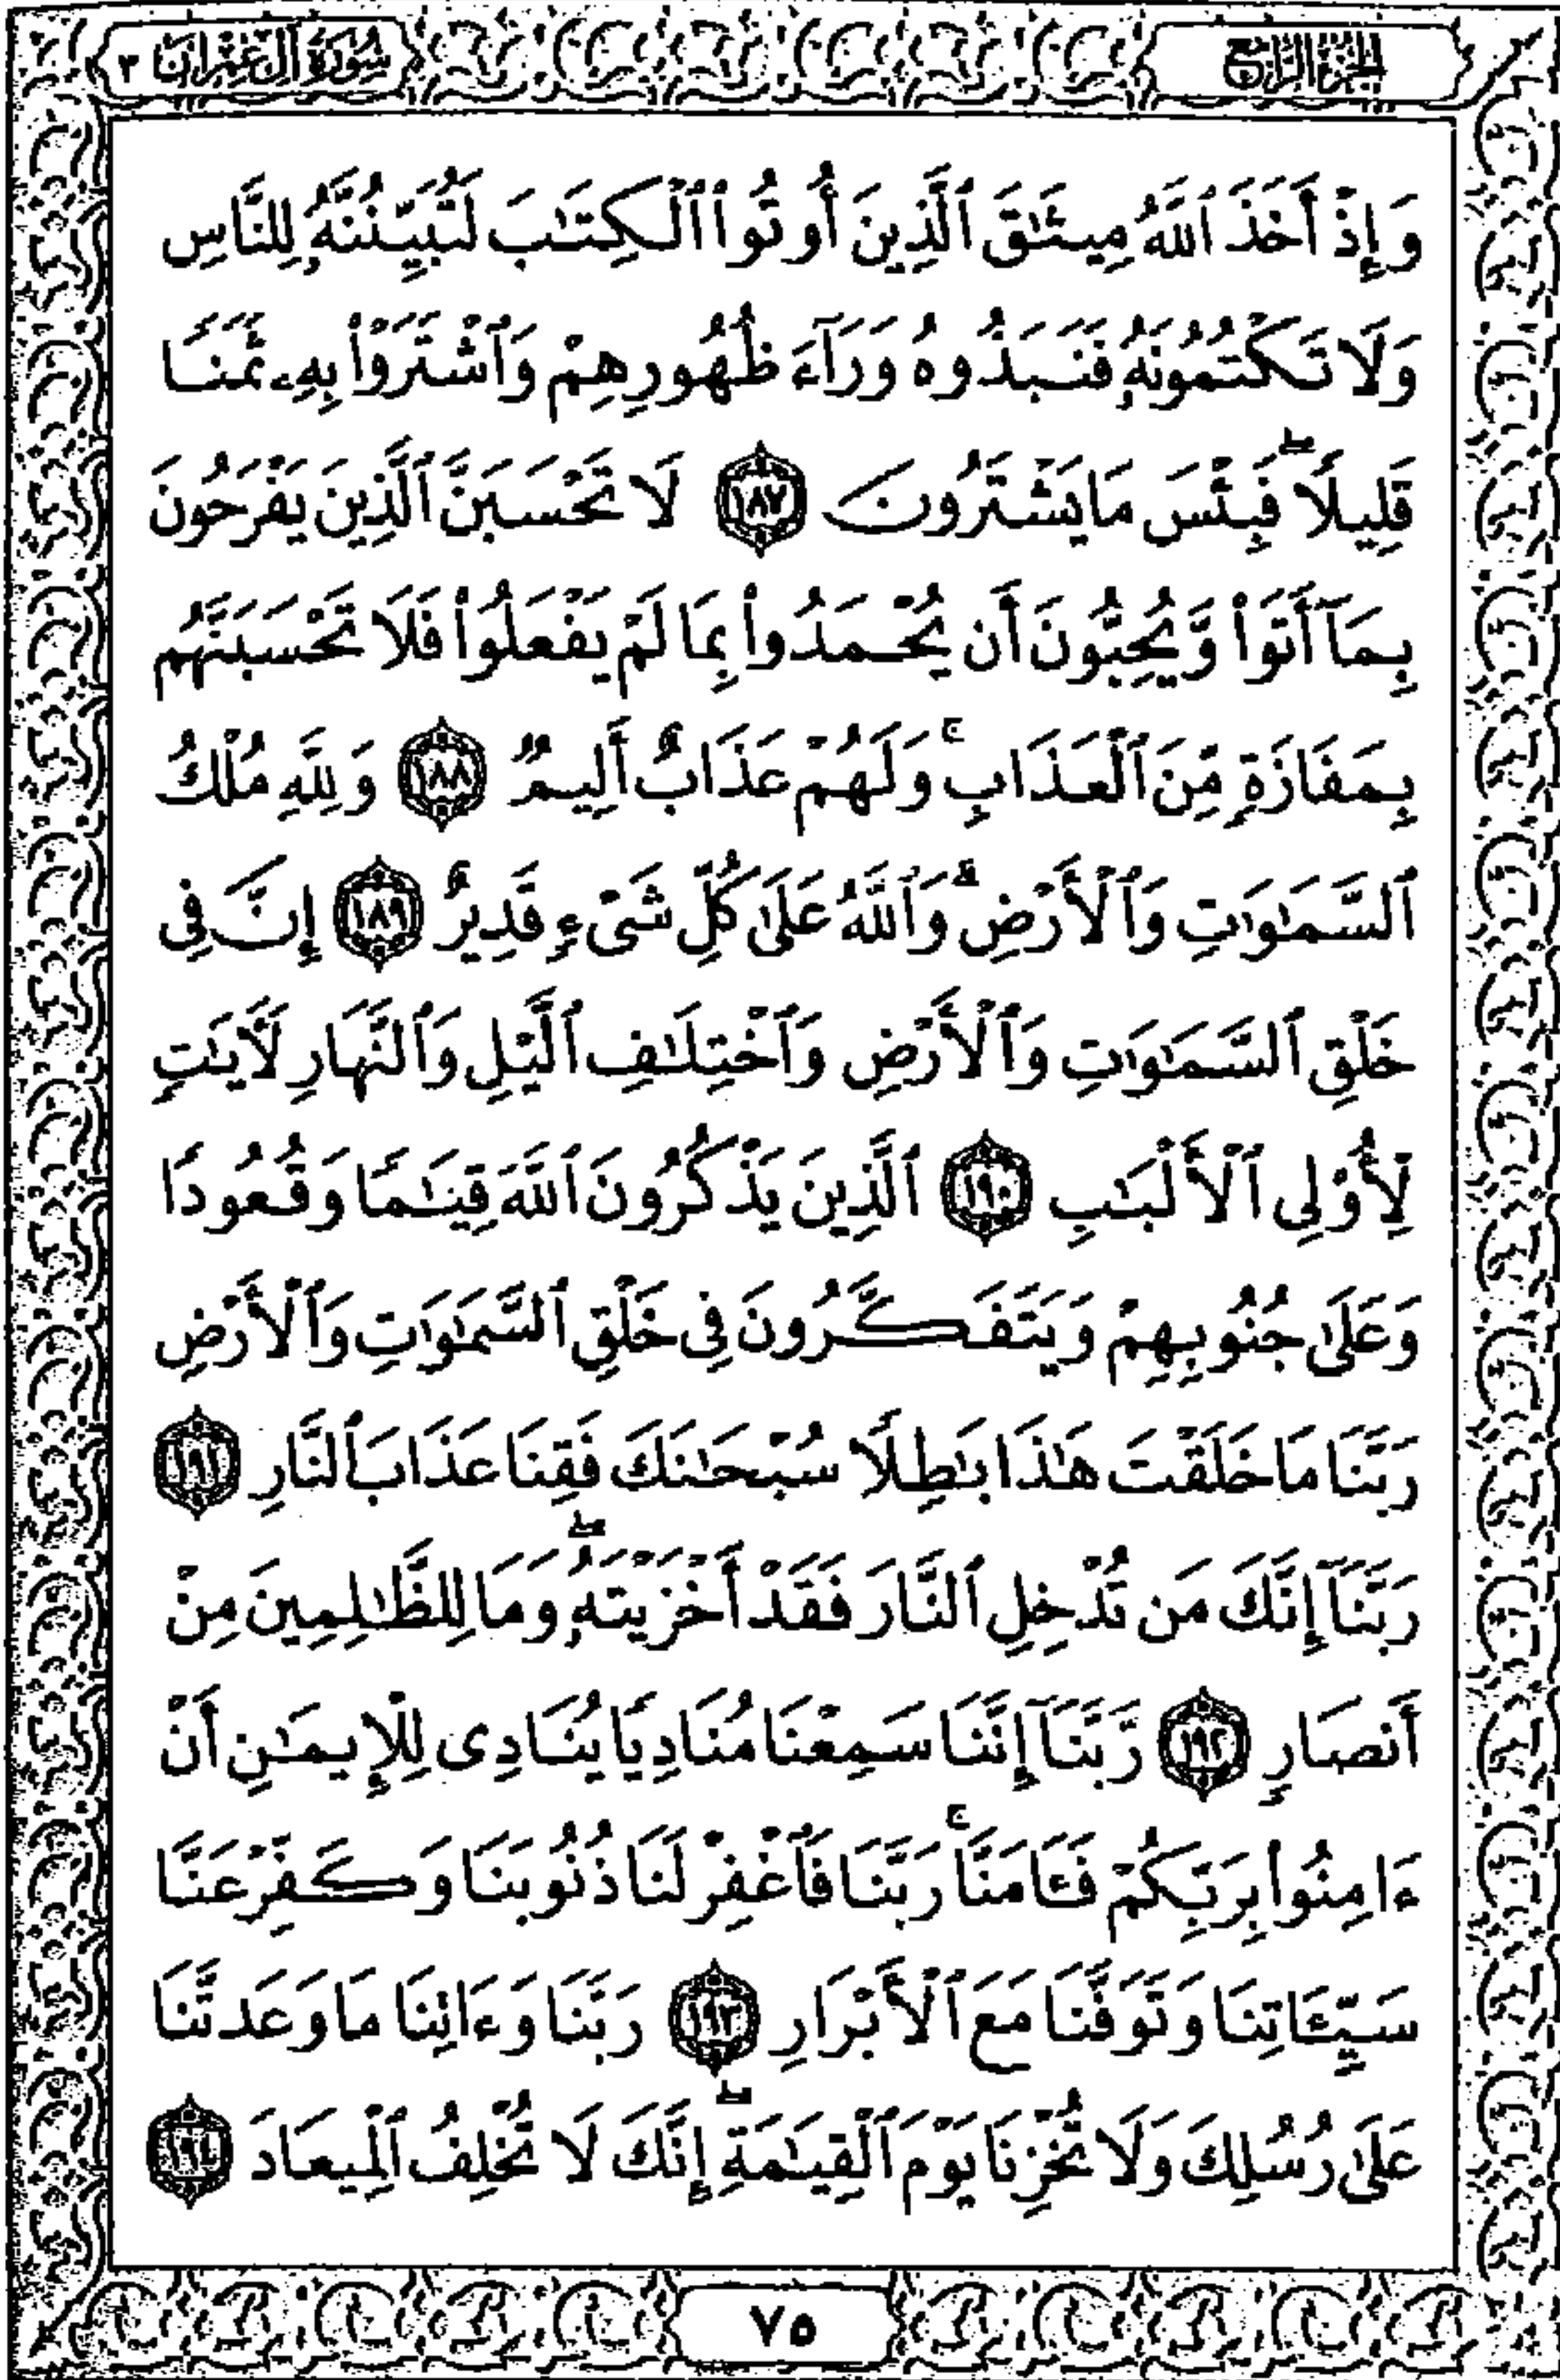 الجزء الرابع
سورة آل عمران ٣
وَإِذْ أَخَذَ ٱللَّهُ مِيثَٰقَ ٱلَّذِينَ أُوتُوا۟ ٱلْكِتَٰبَ لَتُبَيِّنُنَّهُۥ لِلنَّاسِ
وَلَا تَكْتُمُونَهُۥ فَنَبَذُوهُ وَرَآءَ ظُهُورِهِمْ وَٱشْتَرَوْا۟ بِهِۦ ثَمَنًا
قَلِيلًا ۖ فَبِئْسَ مَا يَشْتَرُونَ ١٨٧ لَا تَحْسَبَنَّ ٱلَّذِينَ يَفْرَحُونَ
بِمَآ أَتَوا۟ وَّيُحِبُّونَ أَن يُحْمَدُوا۟ بِمَا لَمْ يَفْعَلُوا۟ فَلَا تَحْسَبَنَّهُم
بِمَفَازَةٍ مِّنَ ٱلْعَذَابِ ۚ وَلَهُمْ عَذَابٌ أَلِيمٌ ١٨٨ وَلِلَّهِ مُلْكُ
ٱلسَّمَٰوَٰتِ وَٱلْأَرْضِ ۗ وَٱللَّهُ عَلَىٰ كُلِّ شَىْءٍ قَدِيرٌ ١٨٩ إِنَّ فِى
خَلْقِ ٱلسَّمَٰوَٰتِ وَٱلْأَرْضِ وَٱخْتِلَٰفِ ٱلَّيْلِ وَٱلنَّهَارِ لَءَايَٰتٍ
لِّأُو۟لِى ٱلْأَلْبَٰبِ ١٩٠ ٱلَّذِينَ يَذْكُرُونَ ٱللَّهَ قِيَٰمًا وَقُعُودًا
وَعَلَىٰ جُنُوبِهِمْ وَيَتَفَكَّرُونَ فِى خَلْقِ ٱلسَّمَٰوَٰتِ وَٱلْأَرْضِ
رَبَّنَا مَا خَلَقْتَ هَٰذَا بَٰطِلًا سُبْحَٰنَكَ فَقِنَا عَذَابَ ٱلنَّارِ ١٩١
رَبَّنَآ إِنَّكَ مَن تُدْخِلِ ٱلنَّارَ فَقَدْ أَخْزَيْتَهُۥ ۖ وَمَا لِلظَّٰلِمِينَ مِنْ
أَنصَارٍ ١٩٢ رَّبَّنَآ إِنَّنَا سَمِعْنَا مُنَادِيًا يُنَادِى لِلْإِيمَٰنِ أَنْ
ءَامِنُوا۟ بِرَبِّكُمْ فَـَٔامَنَّا ۚ رَبَّنَا فَٱغْفِرْ لَنَا ذُنُوبَنَا وَكَفِّرْ عَنَّا
سَيِّـَٔاتِنَا وَتَوَفَّنَا مَعَ ٱلْأَبْرَارِ ١٩٣ رَبَّنَا وَءَاتِنَا مَا وَعَدتَّنَا
عَلَىٰ رُسُلِكَ وَلَا تُخْزِنَا يَوْمَ ٱلْقِيَٰمَةِ ۖ إِنَّكَ لَا تُخْلِفُ ٱلْمِيعَادَ ١٩٤
٧٥